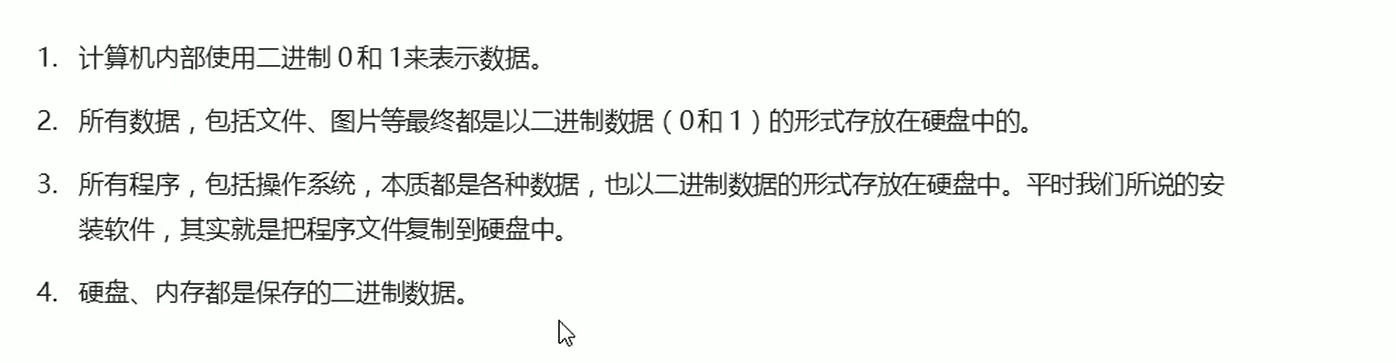 1. 计算机内部使用二进制 0和 1来表示数据。
2. 所有数据，包括文件、图片等最终都是以二进制数据（0和 1）的形式存放在硬盘中的。
3. 所有程序，包括操作系统，本质都是各种数据，也以二进制数据的形式存放在硬盘中。平时我们所说的安
装软件，其实就是把程序文件复制到硬盘中。
4. 硬盘、内存都是保存的二进制数据。